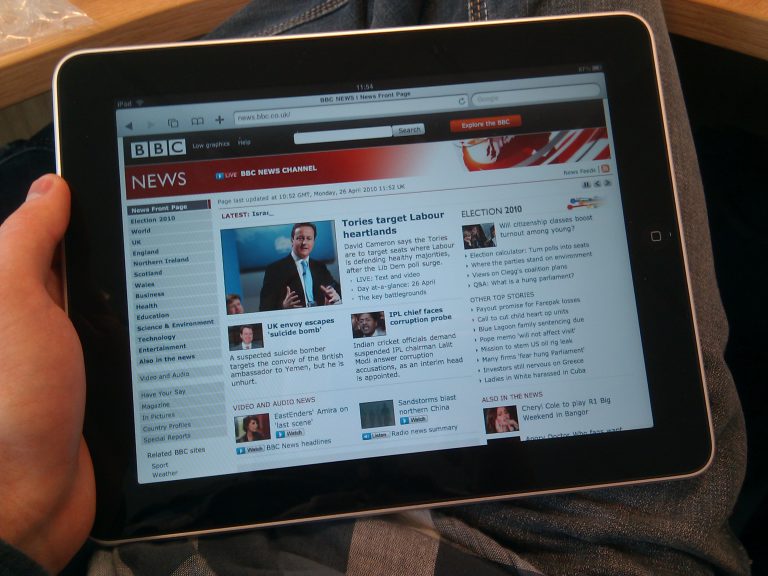 iPad
11:54
87%
BBC NEWS | News Front Page
news.bbc.co.uk/
Google
BBC
Low graphics
Help
Search
Explore the BBC
NEWS
LIVE BBC NEWS CHANNEL
News Feeds
Page last updated at 10:52 GMT, Monday, 26 April 2010 11:52 UK
News Front Page
Election 2010
World
UK
England
Northern Ireland
Scotland
Wales
Business
Health
Education
Science & Environment
Technology
Entertainment
Also in the news
Video and Audio
Have Your Say
Magazine
In Pictures
Country Profiles
Special Reports
Related BBC sites
Sport
Weather
LATEST: Israi_
Tories target Labour
heartlands
David Cameron says the Tories
are to target seats where Labour
is defending healthy majorities,
after the Lib Dem poll surge.
LIVE: Text and video
Day-at-a-glance: 26 April
The key battlegrounds
UK envoy escapes
'suicide bomb'
A suspected suicide bomber
targets the convoy of the British
ambassador to Yemen, but he is
unhurt.
IPL chief faces
corruption probe
Indian cricket officials demand
suspended IPL chairman Lalit
Modi answer corruption
accusations, as an interim head
is appointed.
VIDEO AND AUDIO NEWS
EastEnders' Amira on
'last scene'
Watch
Watch BBC News headlines
Sandstorms blast
northern China
Watch
Listen Radio news summary
ELECTION 2010
Will citizenship classes boost
turnout among young?
Election calculator: Turn polls into seats
Where the parties stand on environment
Views on Clegg's coalition plans
Q&A: What is a hung parliament?
OTHER TOP STORIES
Payout promise for Farepak losses
Call to cut child heart op units
Blue Lagoon family sentencing due
Pope memo 'will not affect visit'
Mission to stem US oil rig leak
Many firms 'fear hung Parliament'
Investors still nervous on Greece
Ladies in White harassed in Cuba
ALSO IN THE NEWS
Cheryl Cole to play R1 Big
Weekend in Bangor
Angry Doctor Who fans want